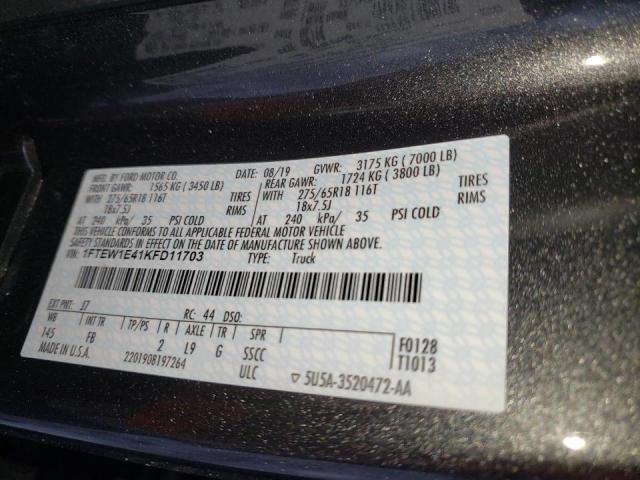 MFD. BY FORD MOTOR CO.
DATE: 08/19 GVWR: 3175 KG ( 7000 LB)
FRONT GAWR: 1565 KG ( 3450 LB) REAR GAWR: 1724 KG ( 3800 LB)
275/65R18 116T TIRES 275/65R18 116T TIRES
18x7.5J RIMS 18x7.5J RIMS
AT 240 kPa/ 35 PSI COLD AT 240 kPa/ 35 PSI COLD
THIS VEHICLE CONFORMS TO ALL APPLICABLE FEDERAL MOTOR VEHICLE
SAFETY, BUMPER, AND THEFT PREVENTION STANDARDS IN
EFFECT ON THE DATE OF MANUFACTURE SHOWN ABOVE.
VIN: 1FTEW1E41KFD11703 TYPE: Truck
EXT PNT: J7 RC: 44 DSO:
WB INT TR TP/PS R AXLE TR SPR
145 FB 2 L9 G SSCC F0128
MADE IN U.S.A. 2201908197264 ULC T1013
5U5A-3520472-AA